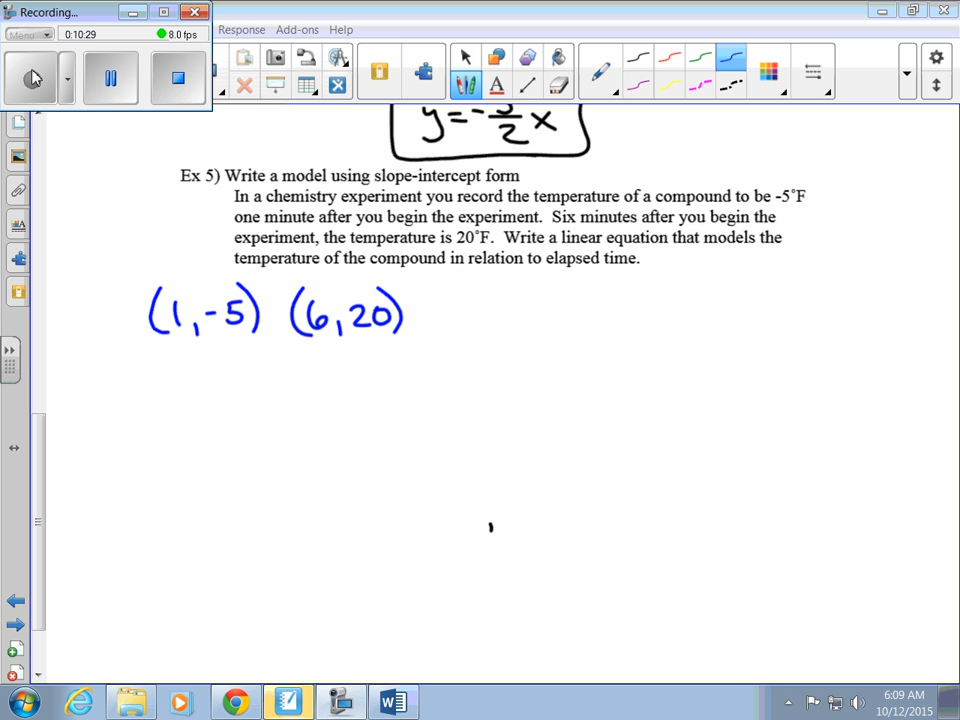 Recording...
Menu 0:10:29 8.0 fps
Response Add-ons Help
A
y=-3/2 x
Ex 5) Write a model using slope-intercept form
In a chemistry experiment you record the temperature of a compound to be -5˚F
one minute after you begin the experiment. Six minutes after you begin the
experiment, the temperature is 20˚F. Write a linear equation that models the
temperature of the compound in relation to elapsed time.
(1,-5) (6,20)
6:09 AM
10/12/2015